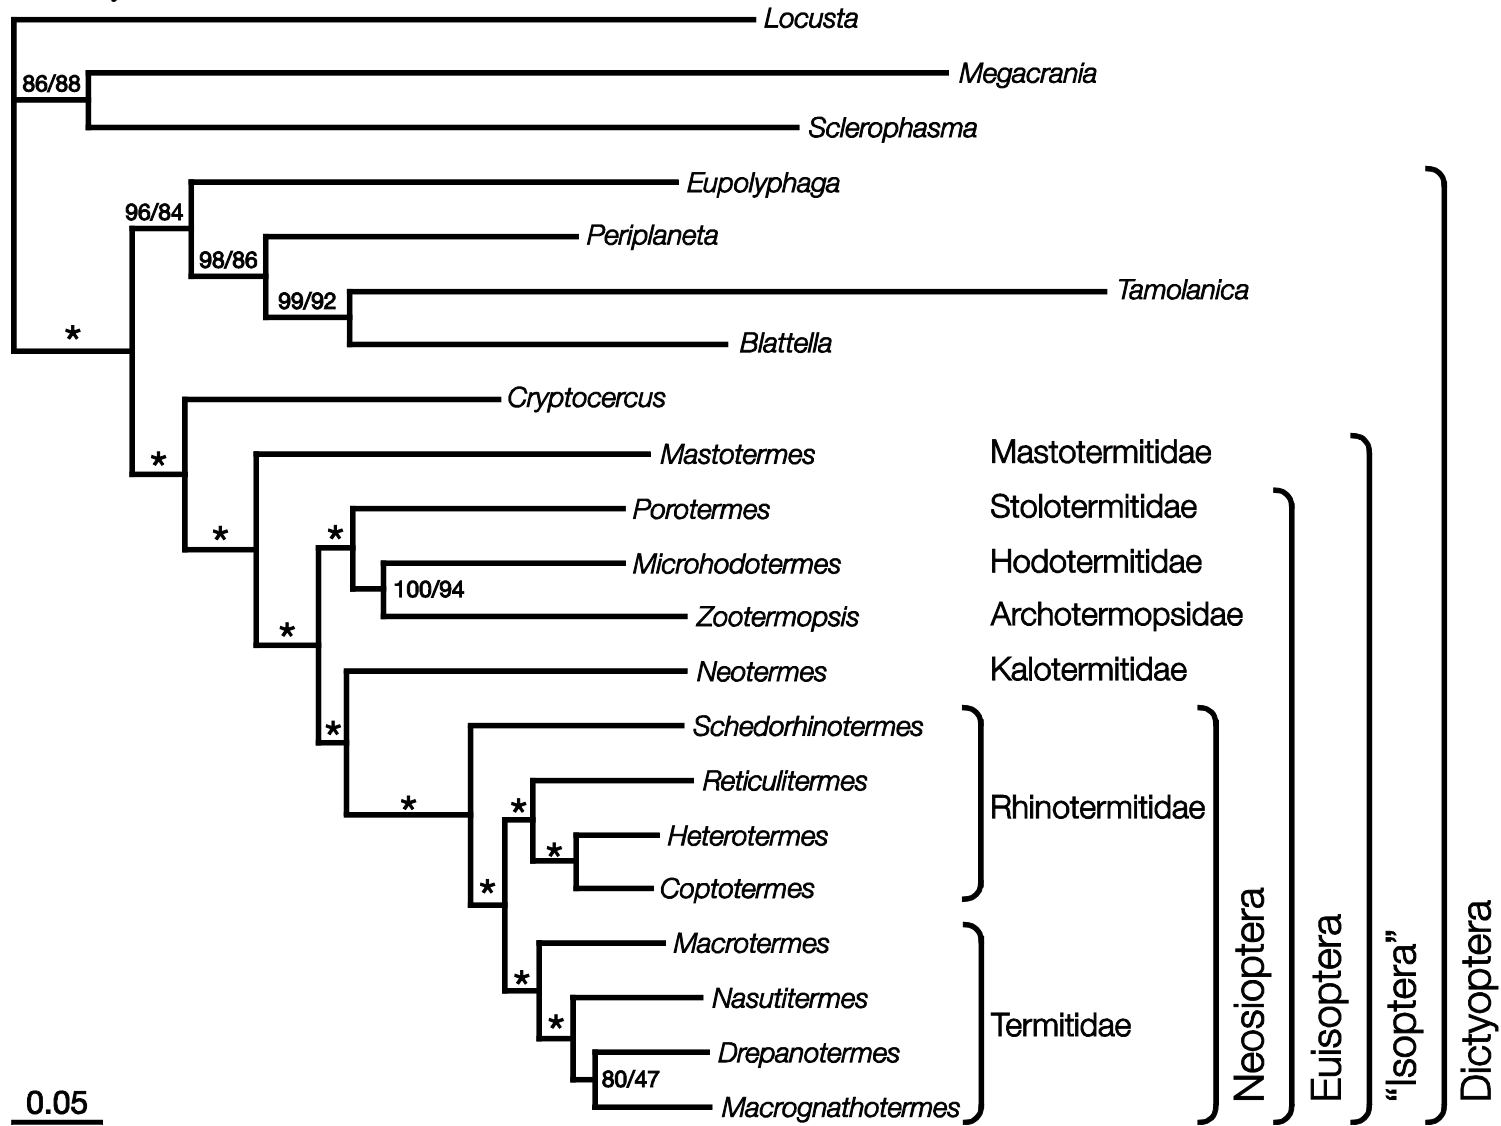 Locusta
86/88
Megacrania
Sclerophasma
Eupolyphaga
96/84
Periplaneta
98/86
99/92
Tamolanica
*
Blattella
Cryptocercus
*
Mastotermes Mastotermitidae
Porotermes Stolotermitidae
* *
Microhodotermes Hodotermitidae
100/94
Zootermopsis Archotermopsidae
*
Neotermes Kalotermitidae
*
Schedorhinotermes
Reticulitermes
* *
Rhinotermitidae
Heterotermes
*
Coptotermes
*
Macrotermes
*
Nasutitermes
*
Termitidae
Drepanotermes
80/47
Macrognathotermes
Neosioptera
Euisoptera
“Isoptera”
Dictyoptera
0.05